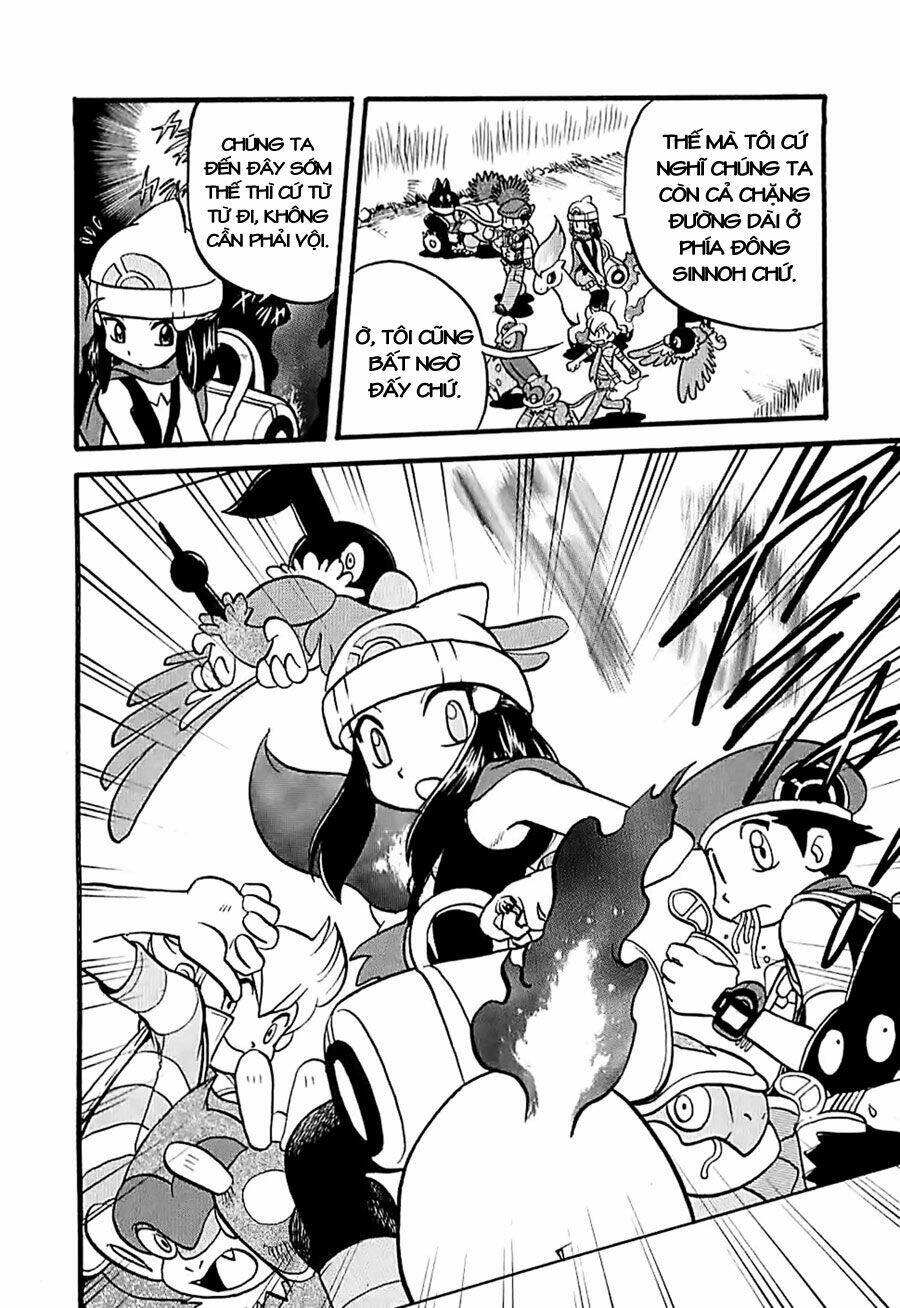 THẾ MÀ TÔI CỨ
NGHĨ CHÚNG TA
CÒN CẢ CHẶNG
ĐƯỜNG DÀI Ở
PHÍA ĐÔNG
SINNOH CHỨ.
Ờ, TÔI CŨNG
BẤT NGỜ
ĐẤY CHỨ.
CHÚNG TA
ĐẾN ĐÂY SỚM
THẾ THÌ CỨ TỪ
TỪ ĐI, KHÔNG
CẦN PHẢI VỘI.